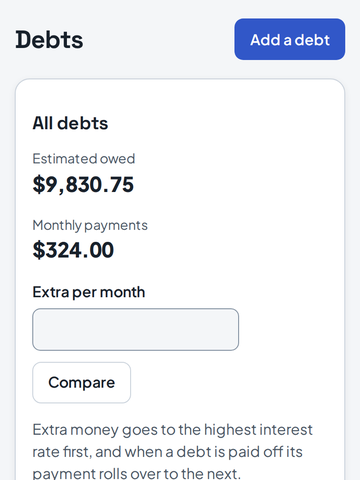 Debts
Add a debt
All debts
Estimated owed
$9,830.75
Monthly payments
$324.00
Extra per month
Compare
Extra money goes to the highest interest
rate first, and when a debt is paid off its
payment rolls over to the next.